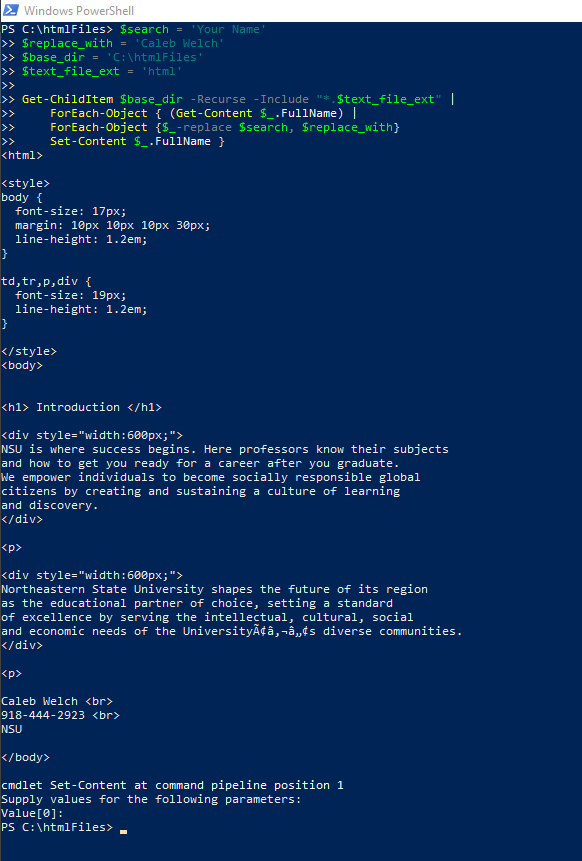 Windows PowerShell
PS C:\htmlFiles> $search = 'Your Name'
>> $replace_with = 'Caleb Welch'
>> $base_dir = 'C:\htmlFiles'
>> $text_file_ext = 'html'
>>
>> Get-ChildItem $base_dir -Recurse -Include "*.$text_file_ext" |
>>     ForEach-Object { (Get-Content $_.FullName) |
>>     ForEach-Object {$_-replace $search, $replace_with}
>>     Set-Content $_.FullName }
<html>

<style>
body {
  font-size: 17px;
  margin: 10px 10px 10px 30px;
  line-height: 1.2em;
}

td,tr,p,div {
  font-size: 19px;
  line-height: 1.2em;
}

</style>
<body>


<h1> Introduction </h1>

<div style="width:600px;">
NSU is where success begins. Here professors know their subjects
and how to get you ready for a career after you graduate.
We empower individuals to become socially responsible global
citizens by creating and sustaining a culture of learning
and discovery.
</div>

<p>

<div style="width:600px;">
Northeastern State University shapes the future of its region
as the educational partner of choice, setting a standard
of excellence by serving the intellectual, cultural, social
and economic needs of the UniversityÃ¢â‚¬â„¢s diverse communities.
</div>

<p>

Caleb Welch <br>
918-444-2923 <br>
NSU

</body>

cmdlet Set-Content at command pipeline position 1
Supply values for the following parameters:
Value[0]:
PS C:\htmlFiles>